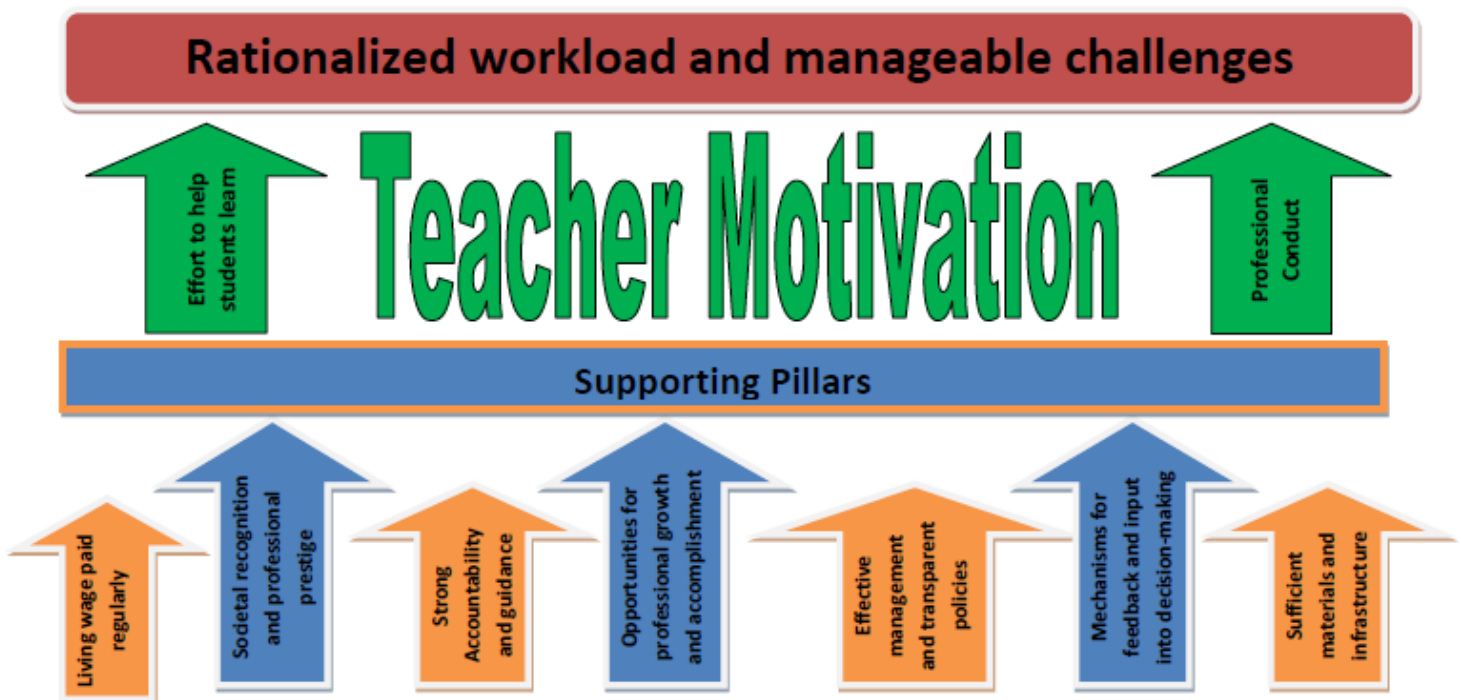 Rationalized workload and manageable challenges
Effort to help
students learn
Teacher Motivation
Professional
Conduct
Supporting Pillars
Living wage paid
regularly
Societal recognition
and professional
prestige
Strong
Accountability
and guidance
Opportunities for
professional growth
and accomplishment
Effective
management
and transparent
policies
Mechanisms for
feedback and input
into decision-making
Sufficient
materials and
infrastructure